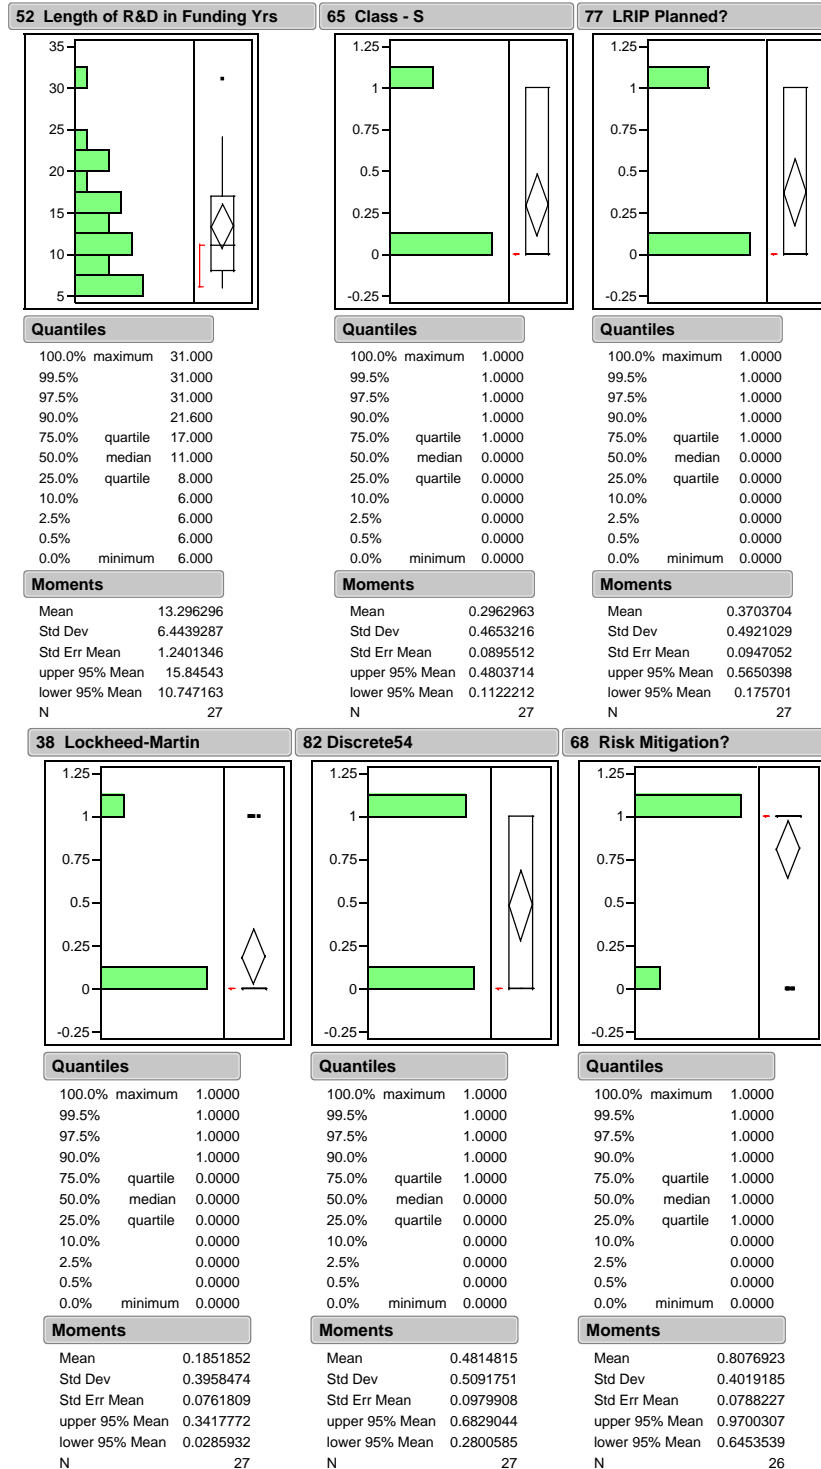 52 Length of R&D in Funding Yrs
35
30
25
20
15
10
5
Quantiles
100.0% maximum 31.000
99.5% 31.000
97.5% 31.000
90.0% 21.600
75.0% quartile 17.000
50.0% median 11.000
25.0% quartile 8.000
10.0% 6.000
2.5% 6.000
0.5% 6.000
0.0% minimum 6.000
Moments
Mean 13.296296
Std Dev 6.4439287
Std Err Mean 1.2401346
upper 95% Mean 15.84543
lower 95% Mean 10.747163
N 27
65 Class - S
1.25
1
0.75
0.5
0.25
0
-0.25
Quantiles
100.0% maximum 1.0000
99.5% 1.0000
97.5% 1.0000
90.0% 1.0000
75.0% quartile 1.0000
50.0% median 0.0000
25.0% quartile 0.0000
10.0% 0.0000
2.5% 0.0000
0.5% 0.0000
0.0% minimum 0.0000
Moments
Mean 0.2962963
Std Dev 0.4653216
Std Err Mean 0.0895512
upper 95% Mean 0.4803714
lower 95% Mean 0.1122212
N 27
77 LRIP Planned?
1.25
1
0.75
0.5
0.25
0
-0.25
Quantiles
100.0% maximum 1.0000
99.5% 1.0000
97.5% 1.0000
90.0% 1.0000
75.0% quartile 1.0000
50.0% median 0.0000
25.0% quartile 0.0000
10.0% 0.0000
2.5% 0.0000
0.5% 0.0000
0.0% minimum 0.0000
Moments
Mean 0.3703704
Std Dev 0.4921029
Std Err Mean 0.0947052
upper 95% Mean 0.5650398
lower 95% Mean 0.175701
N 27
38 Lockheed-Martin
1.25
1
0.75
0.5
0.25
0
-0.25
Quantiles
100.0% maximum 1.0000
99.5% 1.0000
97.5% 1.0000
90.0% 1.0000
75.0% quartile 0.0000
50.0% median 0.0000
25.0% quartile 0.0000
10.0% 0.0000
2.5% 0.0000
0.5% 0.0000
0.0% minimum 0.0000
Moments
Mean 0.1851852
Std Dev 0.3958474
Std Err Mean 0.0761809
upper 95% Mean 0.3417772
lower 95% Mean 0.0285932
N 27
82 Discrete54
1.25
1
0.75
0.5
0.25
0
-0.25
Quantiles
100.0% maximum 1.0000
99.5% 1.0000
97.5% 1.0000
90.0% 1.0000
75.0% quartile 1.0000
50.0% median 0.0000
25.0% quartile 0.0000
10.0% 0.0000
2.5% 0.0000
0.5% 0.0000
0.0% minimum 0.0000
Moments
Mean 0.4814815
Std Dev 0.5091751
Std Err Mean 0.0979908
upper 95% Mean 0.6829044
lower 95% Mean 0.2800585
N 27
68 Risk Mitigation?
1.25
1
0.75
0.5
0.25
0
-0.25
Quantiles
100.0% maximum 1.0000
99.5% 1.0000
97.5% 1.0000
90.0% 1.0000
75.0% quartile 1.0000
50.0% median 1.0000
25.0% quartile 1.0000
10.0% 0.0000
2.5% 0.0000
0.5% 0.0000
0.0% minimum 0.0000
Moments
Mean 0.8076923
Std Dev 0.4019185
Std Err Mean 0.0788227
upper 95% Mean 0.9700307
lower 95% Mean 0.6453539
N 26